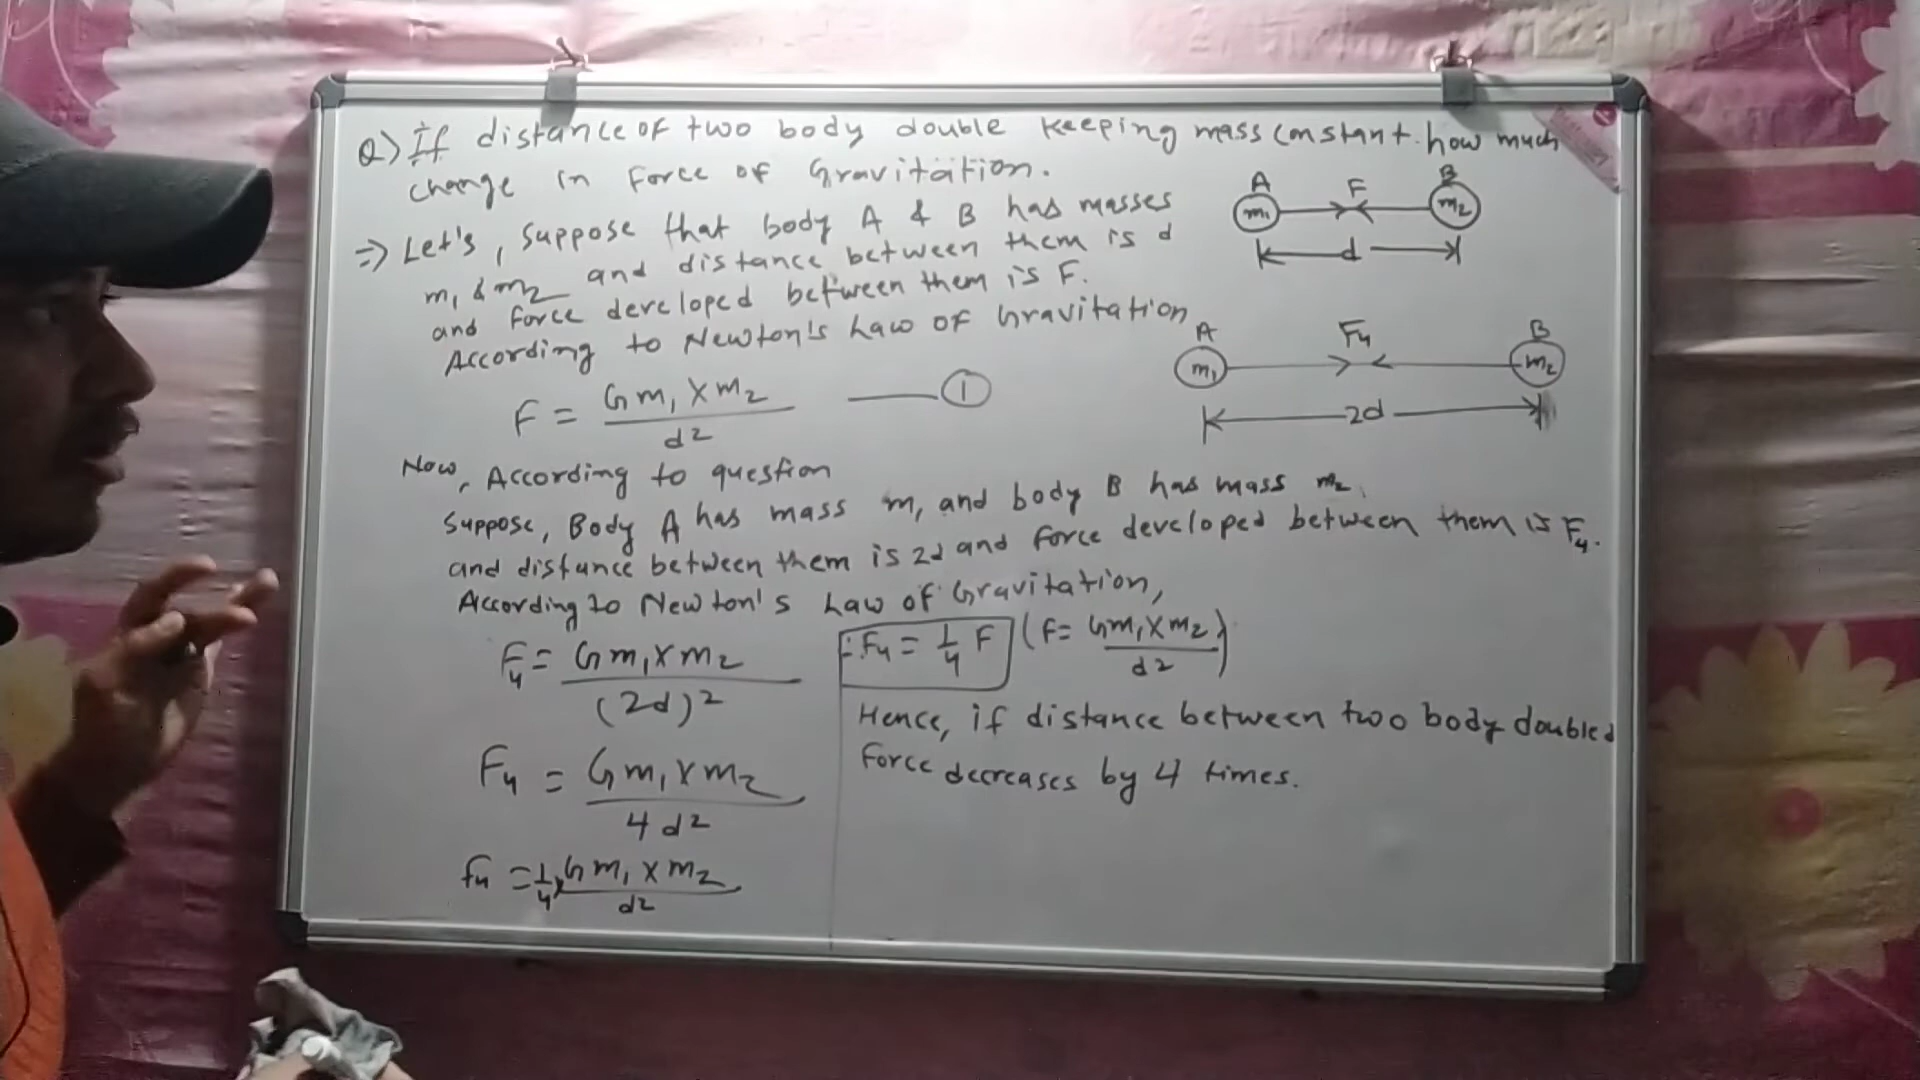 Q) If distance of two body double keeping mass constant. how much
change in force of Gravitation.
⇒ Let's, suppose that body A & B has masses
m₁ & m₂ and distance between them is d
and force developed between them is F.
According to Newton's Law of Gravitation
F = Gm₁ × m₂ / d² —— ①
A F B
m₁ m₂
d
A F₄ B
m₁ m₂
2d
Now, According to question
Suppose, Body A has mass m₁ and body B has mass m₂.
and distance between them is 2d and force developed between them is F₄.
According to Newton's Law of Gravitation,
F₄ = Gm₁ × m₂ / (2d)²
F₄ = Gm₁ × m₂ / 4d²
F₄ = 1/4 × Gm₁ × m₂ / d²
∴ F₄ = 1/4 F (F = Gm₁ × m₂ / d²)
Hence, if distance between two body doubled
Force decreases by 4 times.